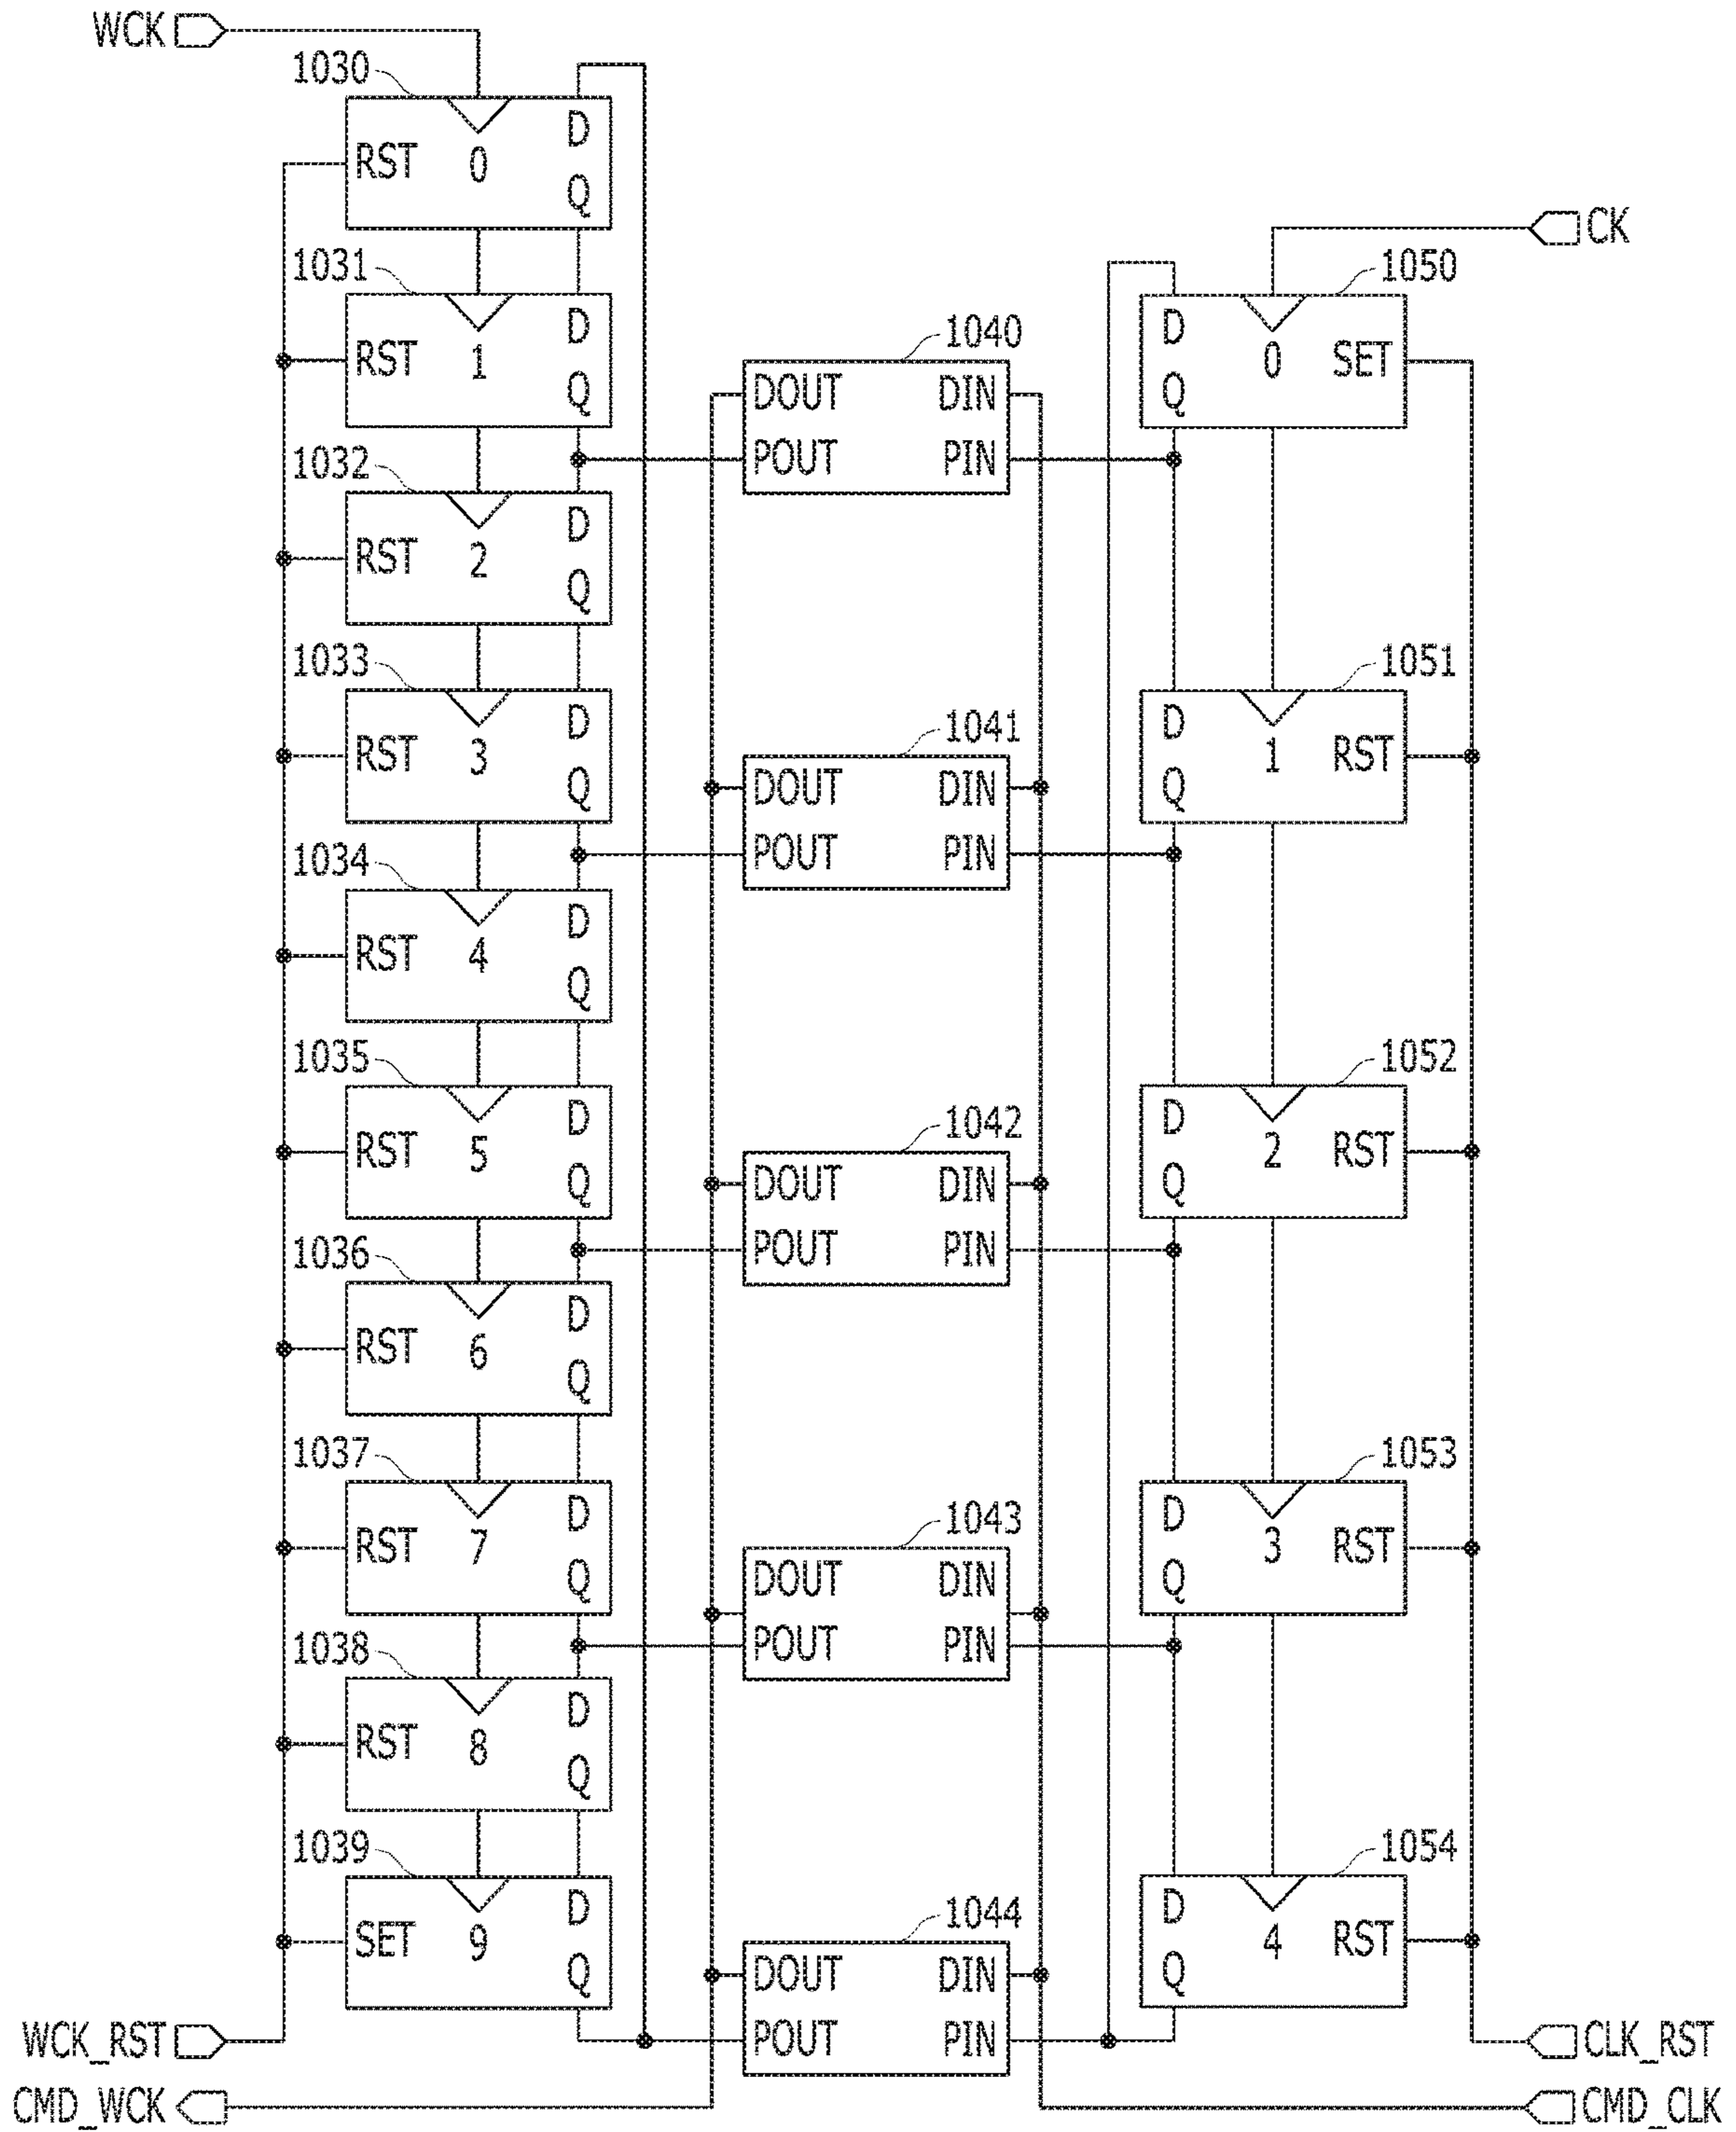 WCK
1030
D
RST 0
Q
CK
1031
1050
D
RST 1
Q
D
0 SET
Q
1040
DOUT DIN
POUT PIN
1032
D
RST 2
Q
1033
1051
D
RST 3
Q
D
1 RST
Q
1041
DOUT DIN
POUT PIN
1034
D
RST 4
Q
1035
1052
D
RST 5
Q
D
2 RST
Q
1042
DOUT DIN
POUT PIN
1036
D
RST 6
Q
1037
1053
D
RST 7
Q
D
3 RST
Q
1043
DOUT DIN
POUT PIN
1038
D
RST 8
Q
1039
1054
D
SET 9
Q
D
4 RST
Q
1044
DOUT DIN
POUT PIN
WCK_RST
CLK_RST
CMD_WCK
CMD_CLK